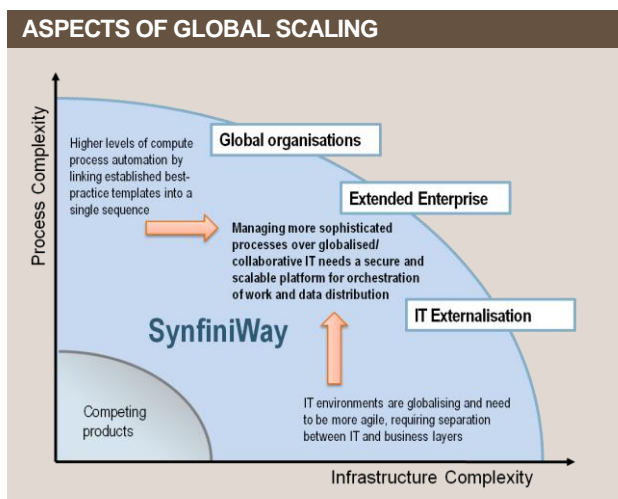 ASPECTS OF GLOBAL SCALING
Process Complexity
Higher levels of compute
process automation by
linking established best-
practice templates into a
single sequence
Global organisations
Extended Enterprise
Managing more sophisticated
processes over globalised/
collaborative IT needs a secure and
scalable platform for orchestration
of work and data distribution
IT Externalisation
SynfiniWay
Competing
products
IT environments are globalising and need
to be more agile, requiring separation
between IT and business layers
Infrastructure Complexity